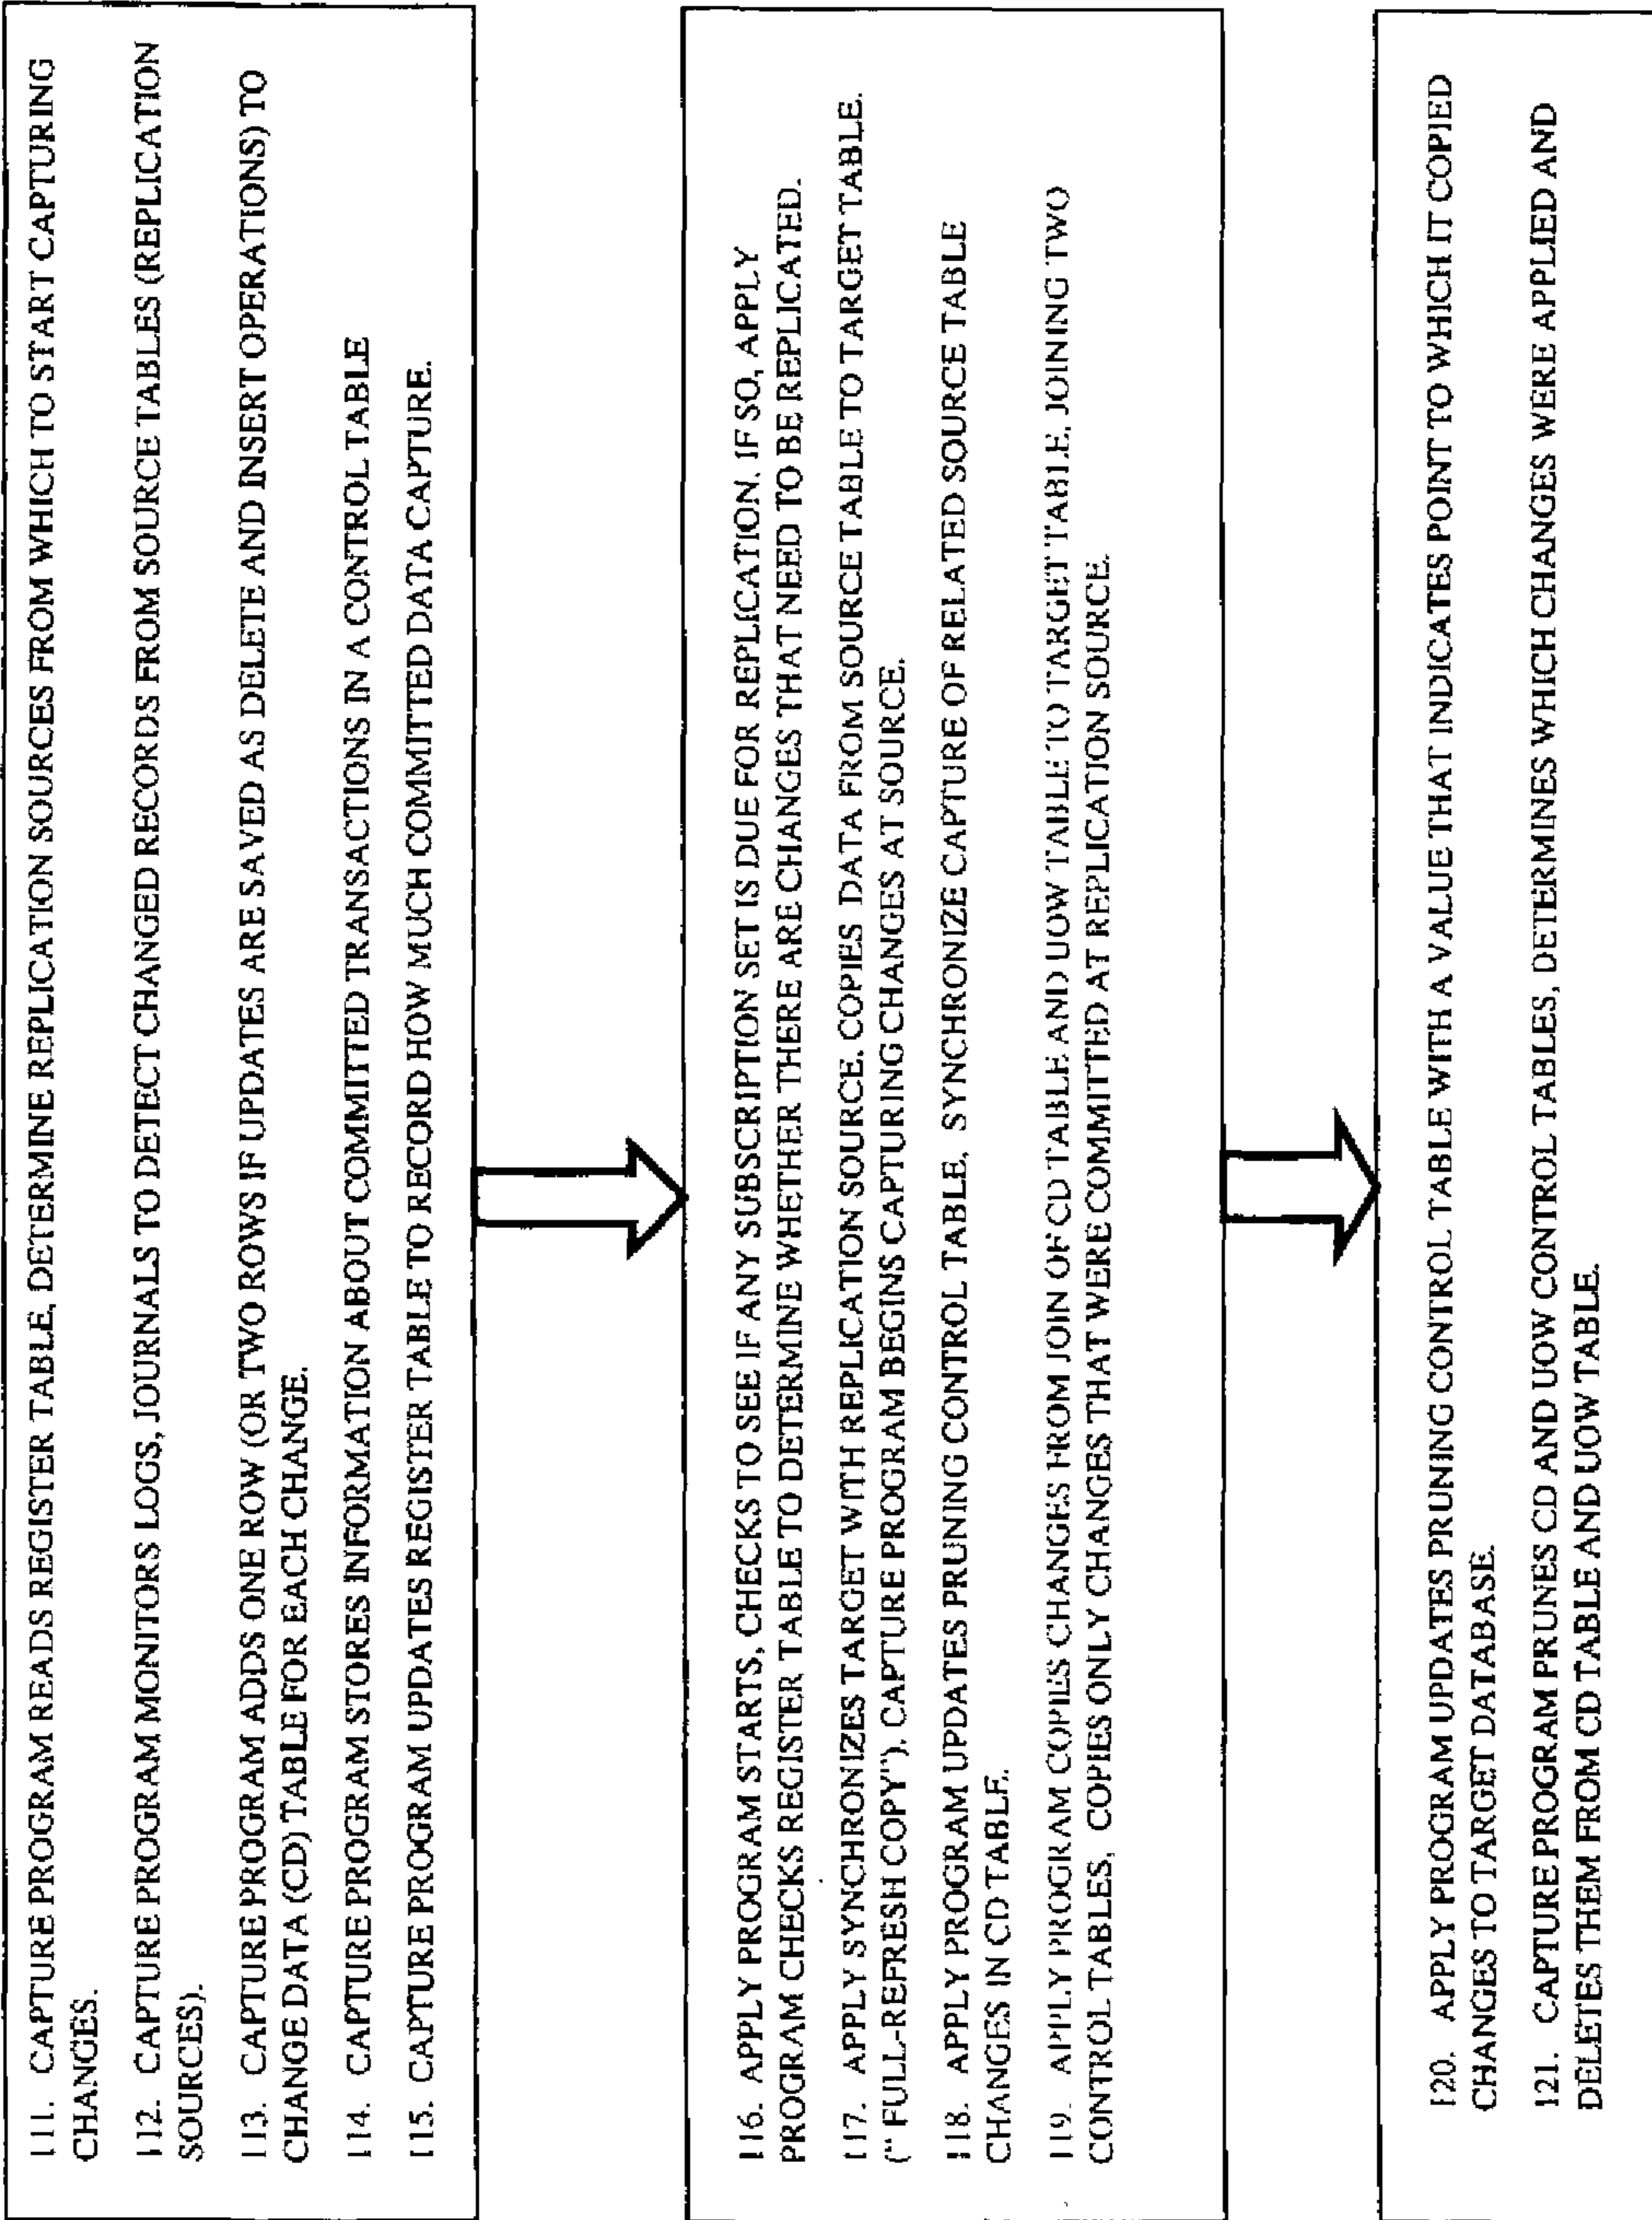 111. CAPTURE PROGRAM READS REGISTER TABLE, DETERMINE REPLICATION SOURCES FROM WHICH TO START CAPTURING
CHANGES.
112. CAPTURE PROGRAM MONITORS LOGS, JOURNALS TO DETECT CHANGED RECORDS FROM SOURCE TABLES (REPLICATION
SOURCES).
113. CAPTURE PROGRAM ADDS ONE ROW (OR TWO ROWS IF UPDATES ARE SAVED AS DELETE AND INSERT OPERATIONS) TO
CHANGE DATA (CD) TABLE FOR EACH CHANGE.
114. CAPTURE PROGRAM STORES INFORMATION ABOUT COMMITTED TRANSACTIONS IN A CONTROL TABLE
115. CAPTURE PROGRAM UPDATES REGISTER TABLE TO RECORD HOW MUCH COMMITTED DATA CAPTURE.
116. APPLY PROGRAM STARTS, CHECKS TO SEE IF ANY SUBSCRIPTION SET IS DUE FOR REPLICATION. IF SO, APPLY
PROGRAM CHECKS REGISTER TABLE TO DETERMINE WHETHER THERE ARE CHANGES THAT NEED TO BE REPLICATED.
117. APPLY SYNCHRONIZES TARGET WITH REPLICATION SOURCE. COPIES DATA FROM SOURCE TABLE TO TARGET TABLE.
("FULL-REFRESH COPY"). CAPTURE PROGRAM BEGINS CAPTURING CHANGES AT SOURCE.
118. APPLY PROGRAM UPDATES PRUNING CONTROL TABLE, SYNCHRONIZE CAPTURE OF RELATED SOURCE TABLE
CHANGES IN CD TABLE.
119. APPLY PROGRAM COPIES CHANGES FROM JOIN OF CD TABLE AND UOW TABLE TO TARGET TABLE, JOINING TWO
CONTROL TABLES, COPIES ONLY CHANGES THAT WERE COMMITTED AT REPLICATION SOURCE.
120. APPLY PROGRAM UPDATES PRUNING CONTROL TABLE WITH A VALUE THAT INDICATES POINT TO WHICH IT COPIED
CHANGES TO TARGET DATABASE.
121. CAPTURE PROGRAM PRUNES CD AND UOW CONTROL TABLES, DETERMINES WHICH CHANGES WERE APPLIED AND
DELETES THEM FROM CD TABLE AND UOW TABLE.